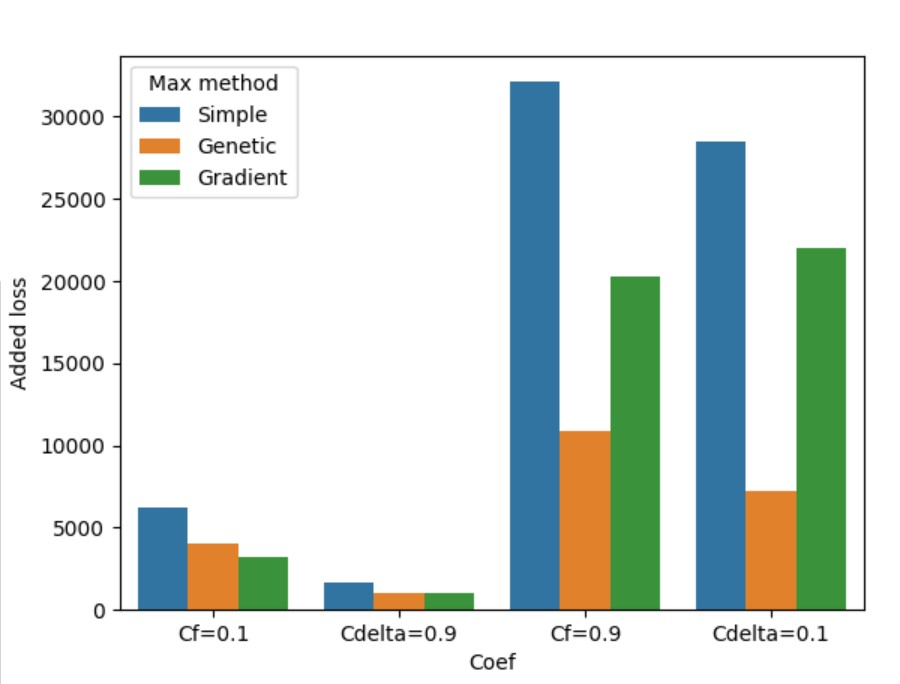 Max method
Simple
Genetic
Gradient
30000
25000
20000
15000
10000
5000
0
Added loss
Cf=0.1 Cdelta=0.9 Cf=0.9 Cdelta=0.1
Coef